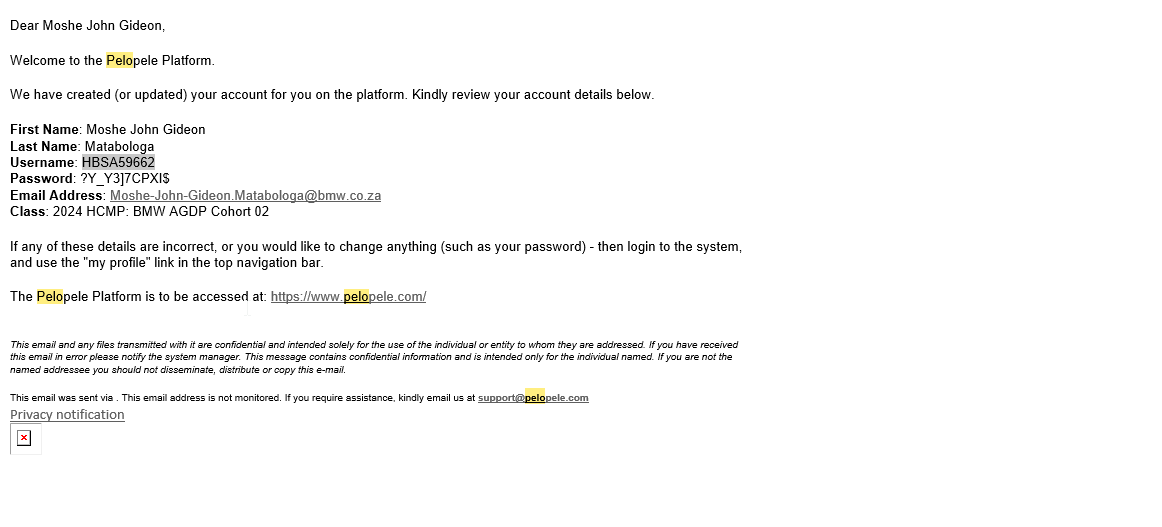 Dear Moshe John Gideon,
Welcome to the Pelopele Platform.
We have created (or updated) your account for you on the platform. Kindly review your account details below.
First Name: Moshe John Gideon
Last Name: Matabologa
Username: HBSA59662
Password: ?Y_Y3]7CPXI$
Email Address: Moshe-John-Gideon.Matabologa@bmw.co.za
Class: 2024 HCMP: BMW AGDP Cohort 02
If any of these details are incorrect, or you would like to change anything (such as your password) - then login to the system,
and use the "my profile" link in the top navigation bar.
The Pelopele Platform is to be accessed at: https://www.pelopele.com/
This email and any files transmitted with it are confidential and intended solely for the use of the individual or entity to whom they are addressed. If you have received
this email in error please notify the system manager. This message contains confidential information and is intended only for the individual named. If you are not the
named addressee you should not disseminate, distribute or copy this e-mail.
This email was sent via . This email address is not monitored. If you require assistance, kindly email us at support@pelopele.com
Privacy notification